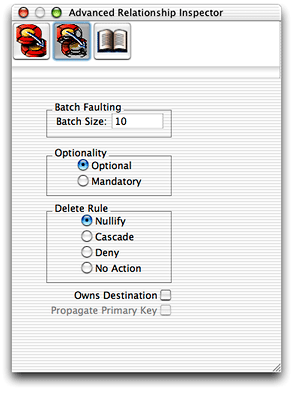 Advanced Relationship Inspector
Batch Faulting
Batch Size: 10
Optionality
Optional
Mandatory
Delete Rule
Nullify
Cascade
Deny
No Action
Owns Destination
Propagate Primary Key